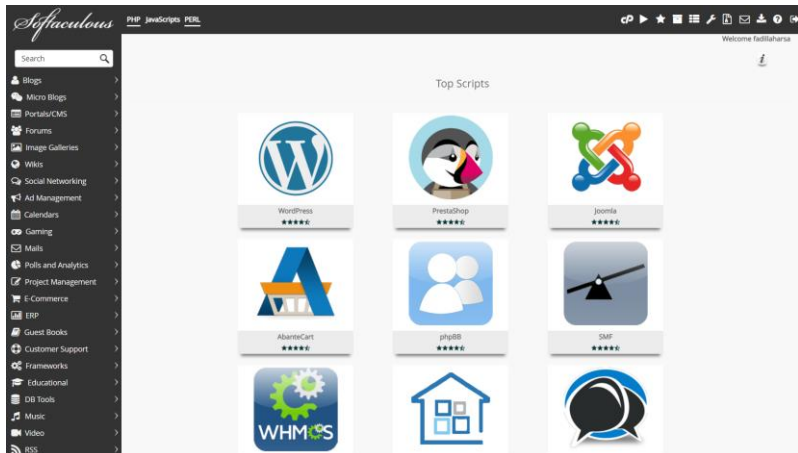 Softaculous
PHP JavaScripts PERL
cP
Welcome fadillaharsa
Search
Blogs
Micro Blogs
Portals/CMS
Forums
Image Galleries
Wikis
Social Networking
Ad Management
Calendars
Gaming
Mails
Polls and Analytics
Project Management
E-Commerce
ERP
Guest Books
Customer Support
Frameworks
Educational
DB Tools
Music
Video
RSS
i
Top Scripts
W
WordPress
PrestaShop
Joomla
AbanteCart
phpBB
SMF
WHMCS